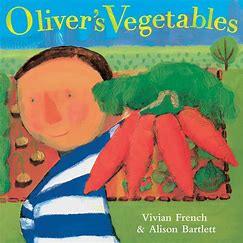 Oliver's Vegetables
Vivian French
& Alison Bartlett